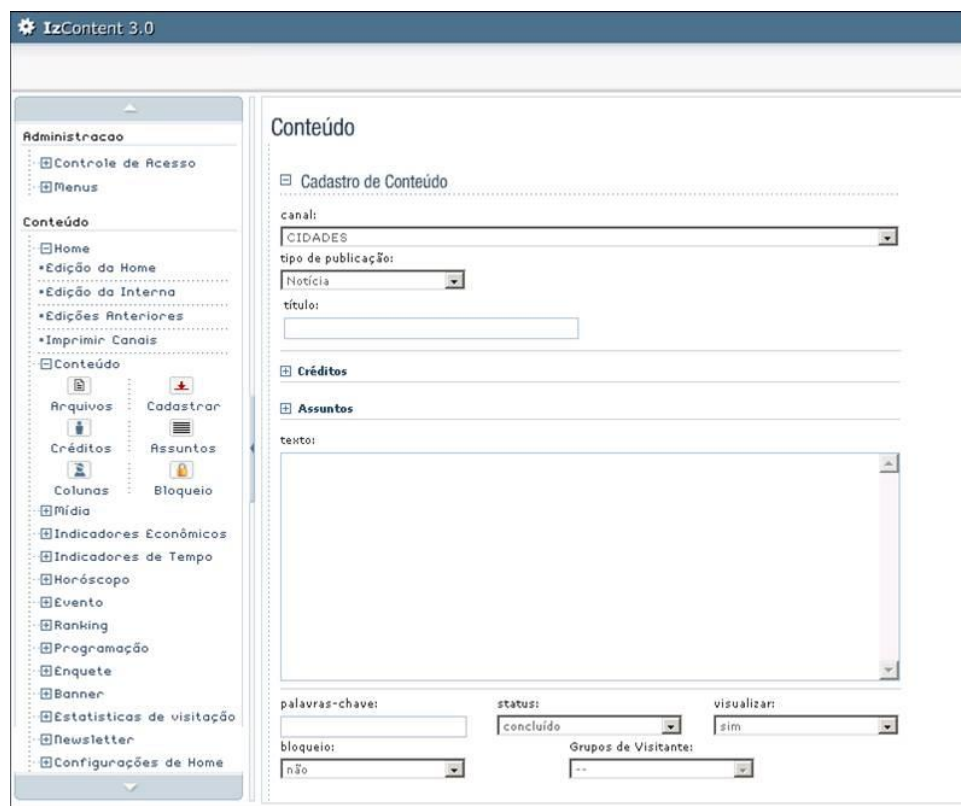 IzContent 3.0
Administracao
Controle de Acesso
Menus
Conteúdo
Home
Edição da Home
Edição da Interna
Edições Anteriores
Imprimir Canais
Conteúdo
Arquivos Cadastrar
Créditos Assuntos
Colunas Bloqueio
Mídia
Indicadores Econômicos
Indicadores de Tempo
Horóscopo
Evento
Ranking
Programação
Enquete
Banner
Estatisticas de visitação
Newsletter
Configurações de Home
Conteúdo
Cadastro de Conteúdo
canal:
CIDADES
tipo de publicação:
Notícia
título:
Créditos
Assuntos
texto:
palavras-chave: status: visualizar:
concluído sim
bloqueio: Grupos de Visitante:
não --